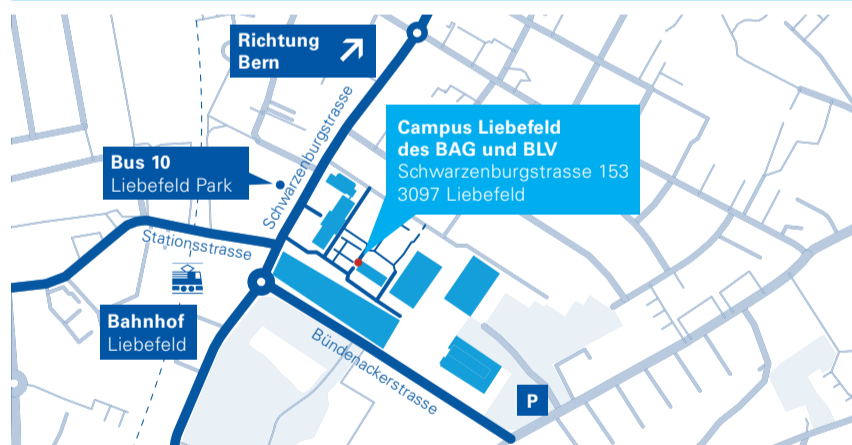 Richtung
Bern
Schwarzenburgstrasse
Campus Liebefeld
des BAG und BLV
Schwarzenburgstrasse 153
3097 Liebefeld
Bus 10
Liebefeld Park
Stationsstrasse
Bahnhof
Liebefeld
Bündenackerstrasse
P